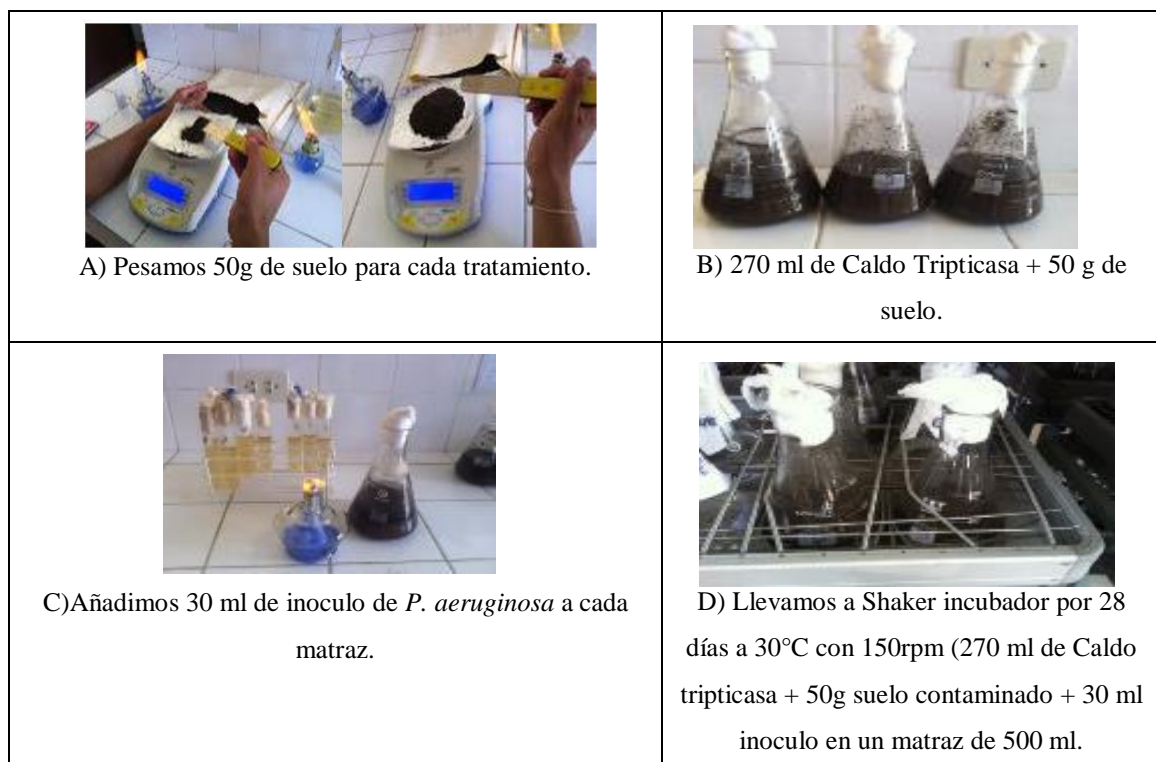 A) Pesamos 50g de suelo para cada tratamiento.
B) 270 ml de Caldo Tripticasa + 50 g de
suelo.
C)Añadimos 30 ml de inoculo de P. aeruginosa a cada
matraz.
D) Llevamos a Shaker incubador por 28
días a 30°C con 150rpm (270 ml de Caldo
tripticasa + 50g suelo contaminado + 30 ml
inoculo en un matraz de 500 ml.